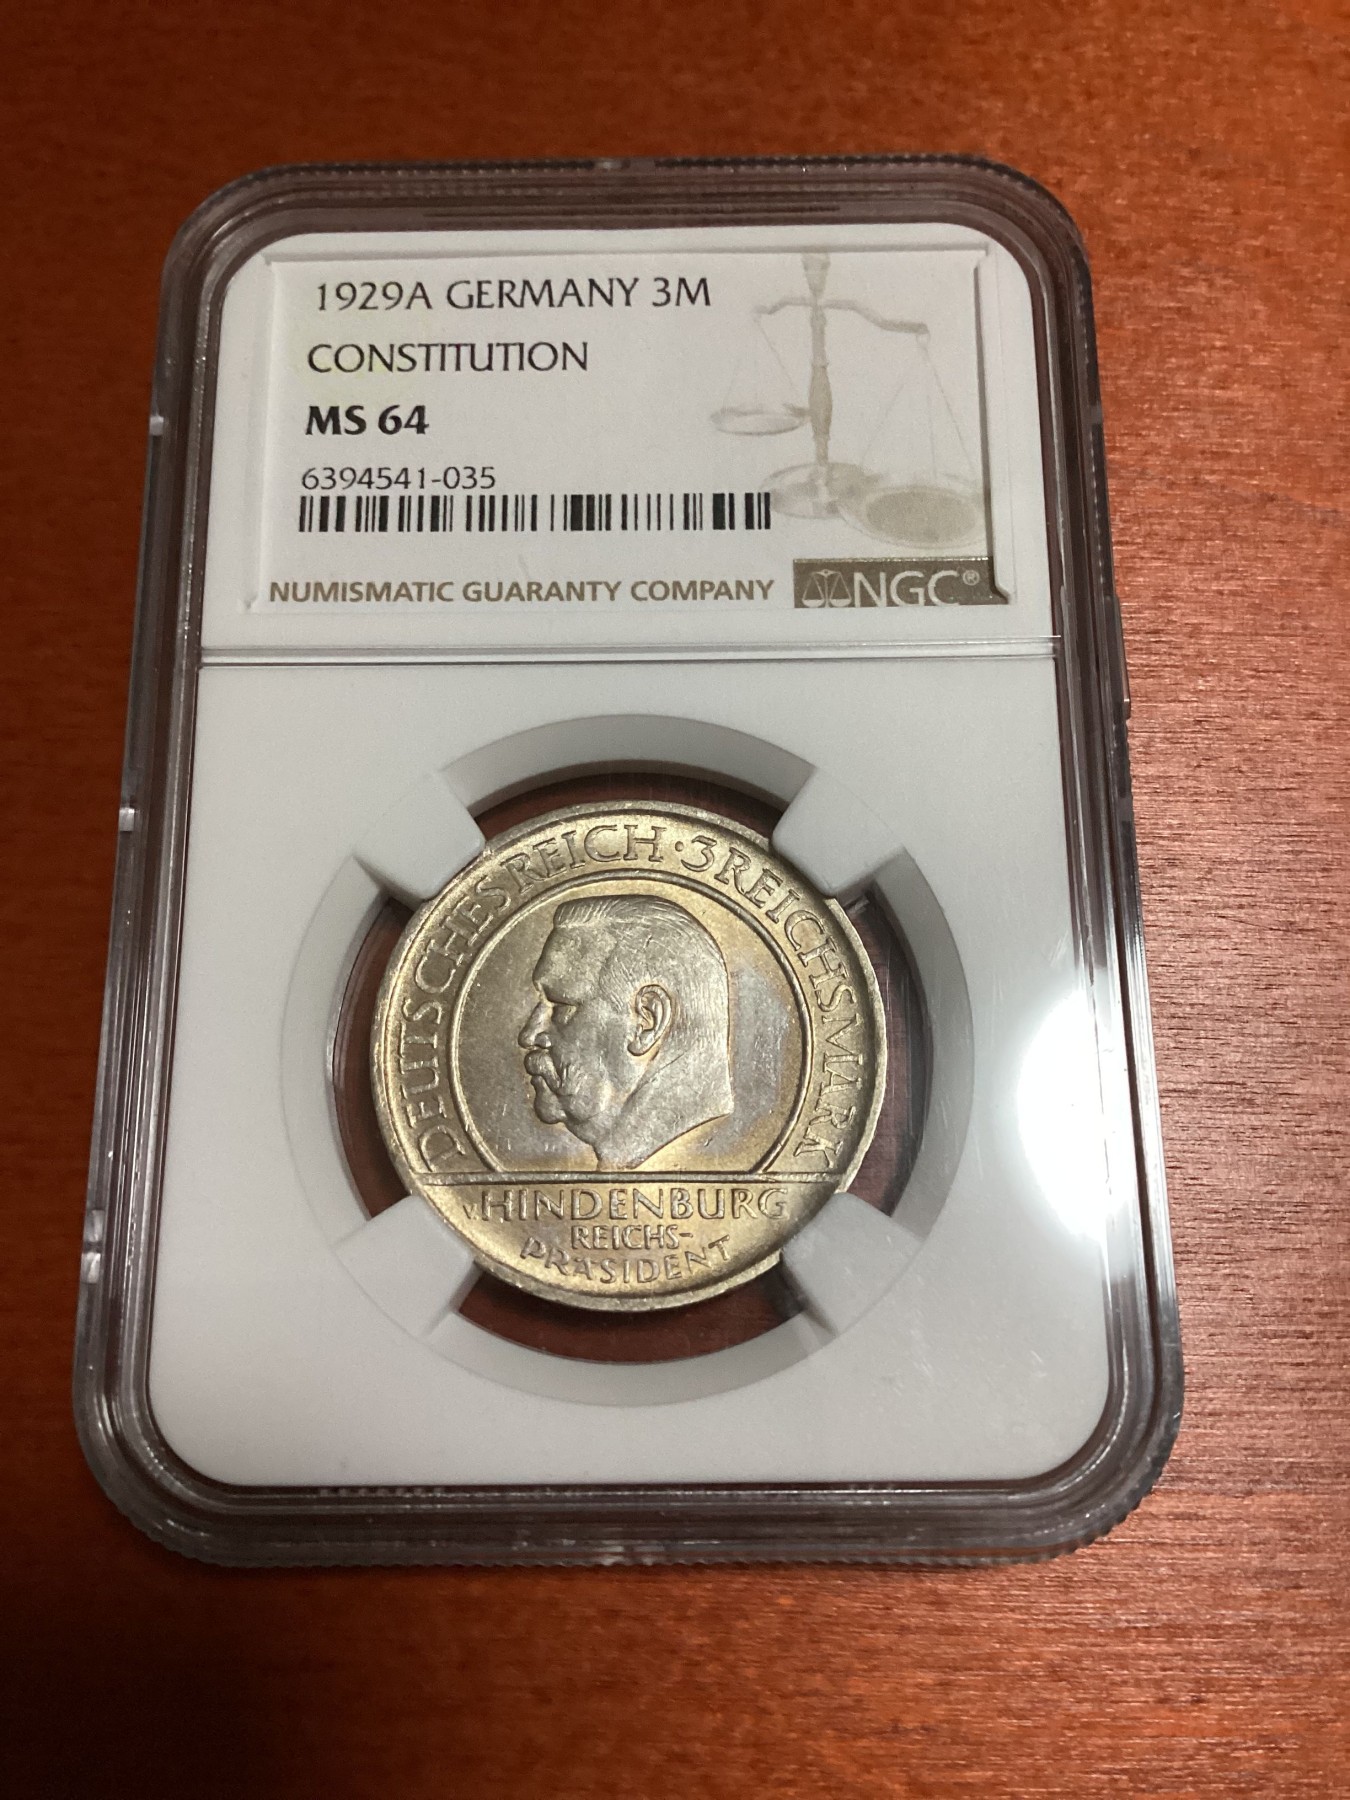 1929A GERMANY 3M
CONSTITUTION
MS 64
6394541-035
NUMISMATIC GUARANTY COMPANY NGC®
DEUTSCHES REICH · 3 REICHSMARK
v. HINDENBURG
REICHS-
PRÄSIDENT